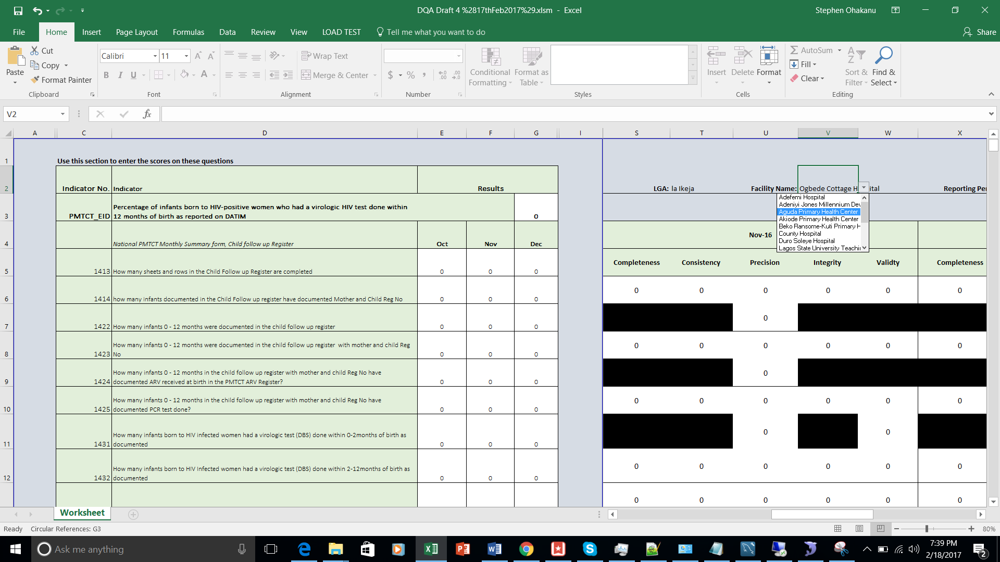 DQA Draft 4 %2817thFeb2017%29.xlsm - Excel
Stephen Ohakanu
File Home Insert Page Layout Formulas Data Review View LOAD TEST Tell me what you want to do Share
Paste
Cut
Copy
Format Painter
Clipboard
Calibri 11
B I U
Font
Wrap Text
Merge & Center
Alignment
$ % ,
Number
Conditional Formatting
Format as Table
Styles
Insert Delete Format
Cells
AutoSum
Fill
Clear
Sort & Filter
Find & Select
Editing
V2
fx
A C D E F G I S T U V W X
1 Use this section to enter the scores on these questions
2 Indicator No. Indicator Results LGA: la Ikeja Facility Name: Ogbede Cottage H ital Reporting Per
Adefemi Hospital
Adeniyi Jones Millennium Dev
Aguda Primary Health Center
Akiode Primary Health Center
Beko Ransome-Kuti Primary H
County Hospital
Duro Soleye Hospital
Lagos State University Teachin
3 PMTCT_EID Percentage of infants born to HIV-positive women who had a virologic HIV test done within
12 months of birth as reported on DATIM 0
4 National PMTCT Monthly Summary form, Child follow up Register Oct Nov Dec Nov-16
Completeness Consistency Precision Integrity Validty Completeness
5 1413 How many sheets and rows in the Child Follow up Register are completed 0 0 0
0 0 0 0 0 0
6 1414 how many infants documented in the Child Follow up register have documented Mother and Child Reg No 0 0 0
0
7 1422 How many infants 0 - 12 months were documented in the child follow up register 0 0 0
How many infants 0 - 12 months were documented in the child follow up register with mother and child Reg
0 0 0 0 0 0
8 1423 No 0 0 0
How many infants 0 - 12 months in the child follow up register with mother and child Reg No have
0
9 1424 documented ARV received at birth in the PMTCT ARV Register? 0 0 0
How many infants 0 - 12 months in the child follow up register with mother and child Reg No have
0 0 0 0 0 0
10 1425 documented PCR test done? 0 0 0
How many infants born to HIV infected women had a virologic test (DBS) done within 0-2months of birth as
0 0
11 1431 documented 0 0 0
How many infants born to HIV Infected women had a virologic test (DBS) done within 2-12months of birth as
0 0 0 0 0 0
12 1432 documented 0 0 0
0 0 0 0 0 0
Worksheet
Ready Circular References: G3
80%
Ask me anything
7:39 PM
2/18/2017
2